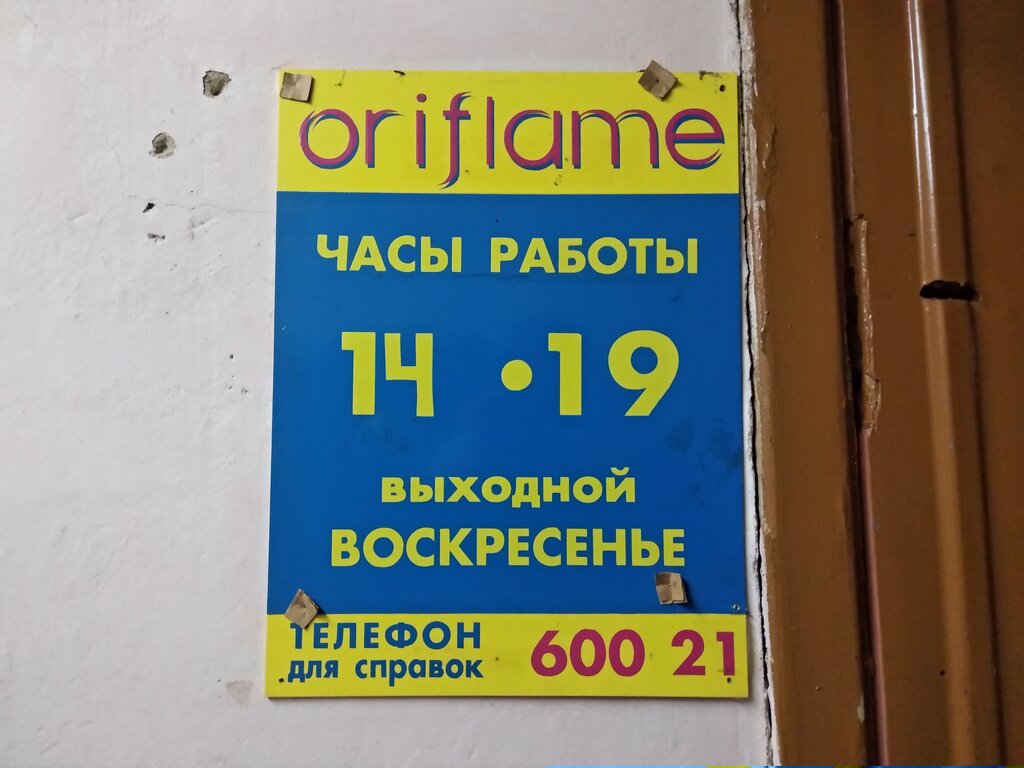 oriflame
ЧАСЫ РАБОТЫ
14 • 19
выходной
ВОСКРЕСЕНЬЕ
ТЕЛЕФОН
для справок
600 21